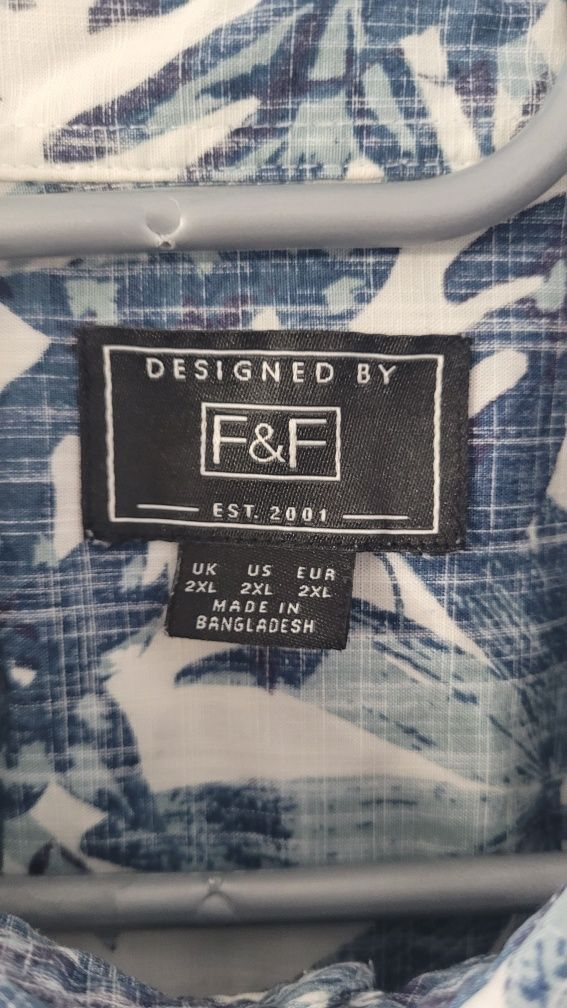 DESIGNED BY
F&F
EST. 2001
UK US EUR
2XL 2XL 2XL
MADE IN
BANGLADESH